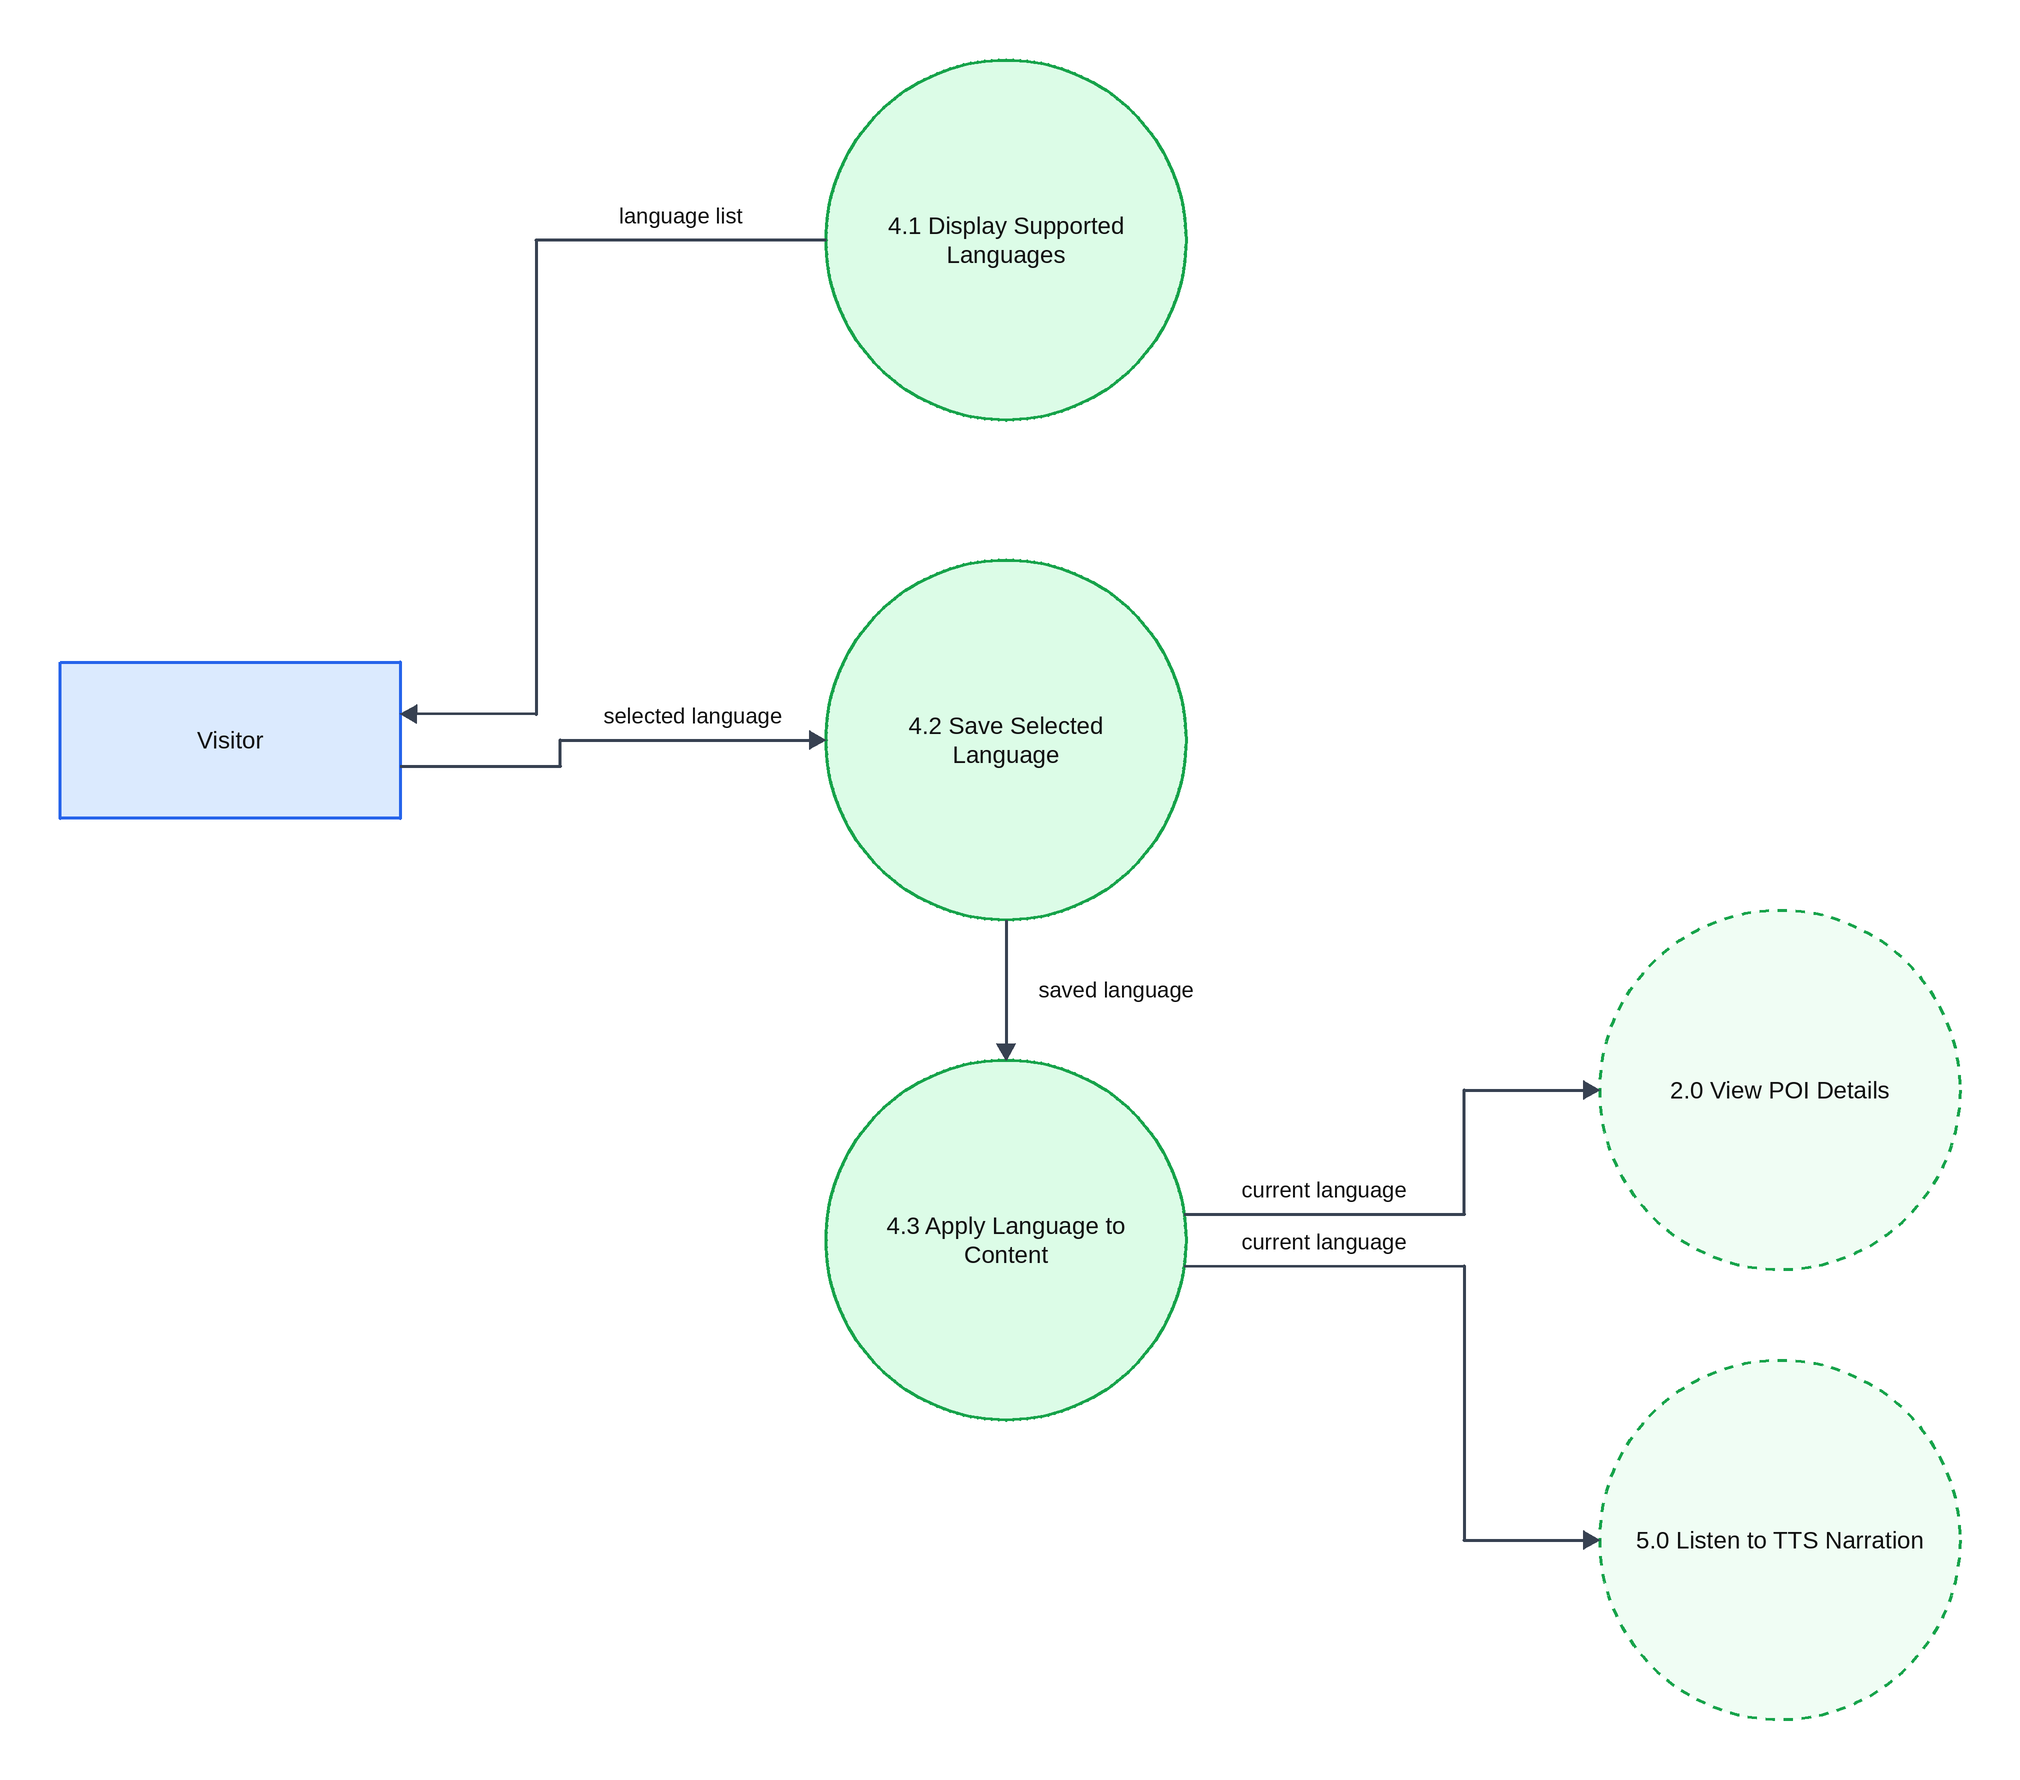 language list
4.1 Display Supported
Languages
Visitor
selected language
4.2 Save Selected
Language
saved language
4.3 Apply Language to
Content
current language
current language
2.0 View POI Details
5.0 Listen to TTS Narration